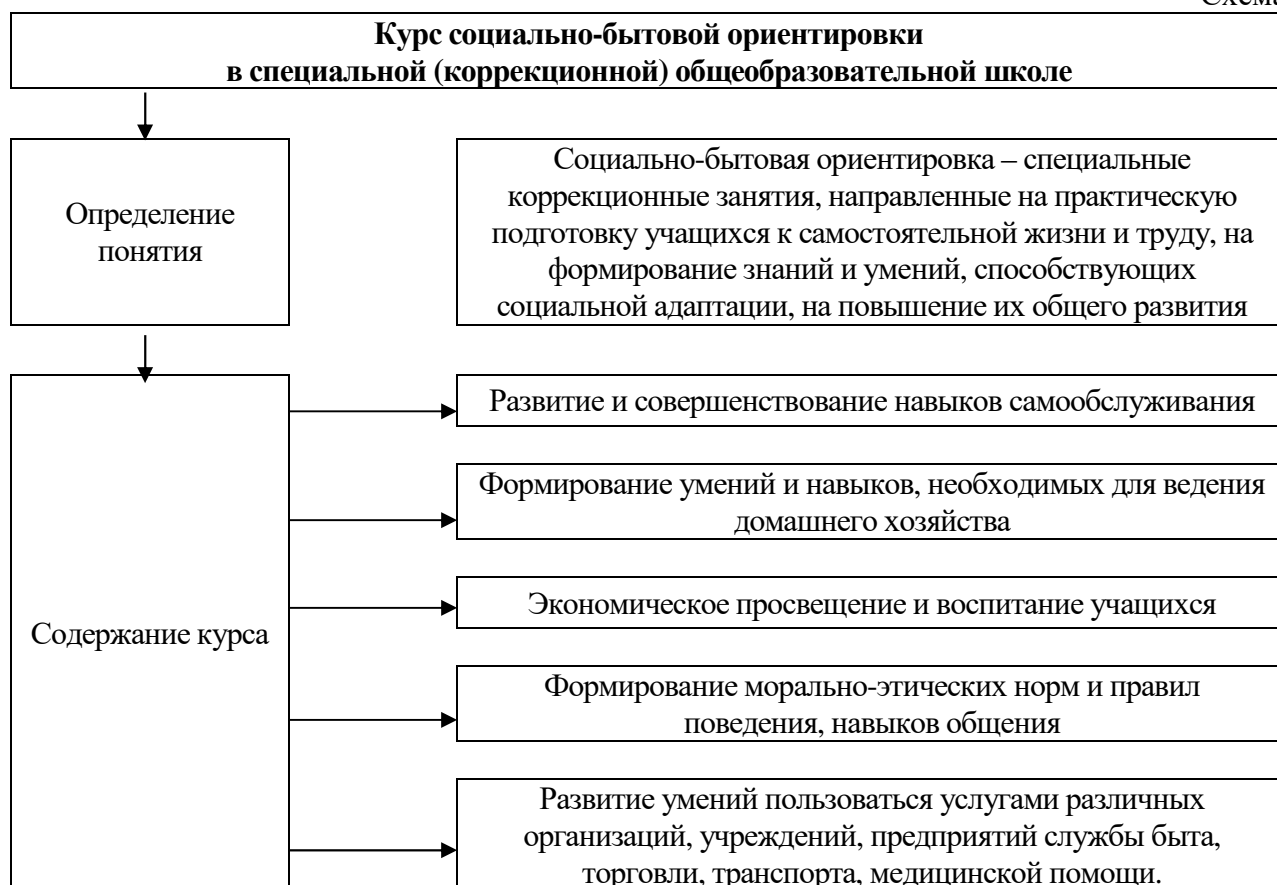 Схема
Курс социально-бытовой ориентировки
в специальной (коррекционной) общеобразовательной школе
Определение
понятия
Социально-бытовая ориентировка – специальные
коррекционные занятия, направленные на практическую
подготовку учащихся к самостоятельной жизни и труду, на
формирование знаний и умений, способствующих
социальной адаптации, на повышение их общего развития
Содержание курса
Развитие и совершенствование навыков самообслуживания
Формирование умений и навыков, необходимых для ведения
домашнего хозяйства
Экономическое просвещение и воспитание учащихся
Формирование морально-этических норм и правил
поведения, навыков общения
Развитие умений пользоваться услугами различных
организаций, учреждений, предприятий службы быта,
торговли, транспорта, медицинской помощи.